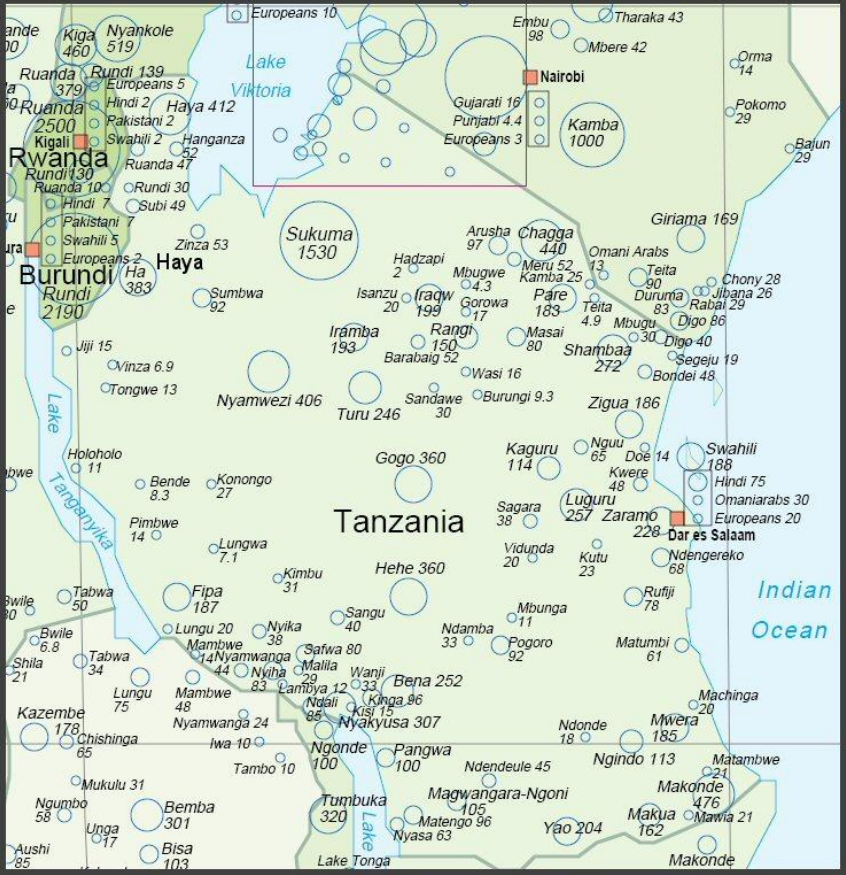 Europeans 10
Tharaka 43
Embu
98
Mbere 42
ande
00
Kiga
460
Nyankole
519
Lake
Viktoria
Orma
14
Nairobi
Ruanda
379
Rundi 139
Europeans 5
Hindi 2
Pakistani 2
Swahili 2
Ruanda
2500
Kigali
Rwanda
Haya 412
Hanganza
52
Ruanda 47
Gujarati 16
Punjabi 4.4
Europeans 3
Kamba
1000
Pokomo
29
Bajun
29
Rundi130
Ruanda 10
Rundi 30
Subi 49
Hindi 7
Pakistani 7
Swahili 5
Europeans 2
ura
Burundi
Rundi
2190
Zinza 53
Haya
Ha
383
Sumbwa
92
Sukuma
1530
Hadzapi
2
Isanzu
20
Iraqw
199
Arusha
97
Chagga
440
Meru 52
Mbugwe
4.3
Kamba 25
Gorowa
17
Pare
183
Omani Arabs
13
Giriama 169
Teita
90
Teita
4.9
Duruma
83
Chony 28
Jibana 26
Rabai 29
Digo 86
Iramba
193
Rangi
150
Barabaig 52
Masai
80
Mbugu
30
Digo 40
Shambaa
272
Segeju 19
Bondei 48
Jiji 15
Vinza 6.9
Tongwe 13
Nyamwezi 406
Turu 246
Wasi 16
Sandawe
30
Burungi 9.3
Zigua 186
Lake
Tanganyika
Holoholo
11
bwe
Bende
8.3
Konongo
27
Gogo 360
Kaguru
114
Nguu
65
Doe 14
Kwere
48
Swahili
188
Hindi 75
Omaniarabs 30
Europeans 20
Pimbwe
14
Tanzania
Sagara
38
Luguru
257
Zaramo
228
Dar es Salaam
Lungwa
7.1
Vidunda
20
Kutu
23
Ndengereko
68
Kimbu
31
Hehe 360
Tabwa
50
Fipa
187
Rufiji
78
Indian
Ocean
Bwile
6.8
Lungu 20
Nyika
38
Sangu
40
Mbunga
11
Ndamba
33
Pogoro
92
Matumbi
61
Shila
21
Tabwa
34
Mambwe
14
Nyamwanga
44
Safwa 80
Nyiha
83
Malila
29
Lambya 12
Wanji
33
Bena 252
Kinga 96
Kisi 15
Lungu
75
Mambwe
48
Nyamwanga 24
Ndali
85
Nyakyusa 307
Machinga
20
Kazembe
178
Chishinga
65
Iwa 10
Tambo 10
Ngonde
100
Pangwa
100
Ndonde
18
Mwera
185
Ngindo 113
Mukulu 31
Ndendeule 45
Matambwe
21
Ngumbo
58
Bemba
301
Tumbuka
320
Magwangara-Ngoni
105
Matengo 96
Nyasa 63
Makonde
476
Makua
162
Mawia 21
Unga
17
Yao 204
Aushi
85
Bisa
103
Lake
Lake Tonga
Makonde